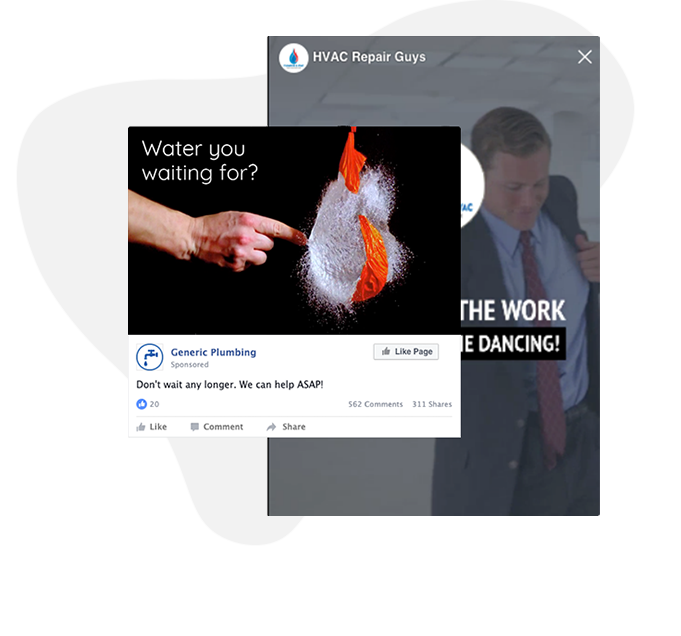 HVAC Repair Guys
Water you
waiting for?
THE WORK
DANCING!
Generic Plumbing
Sponsored
Like Page
Don't wait any longer. We can help ASAP!
20
562 Comments 311 Shares
Like Comment Share